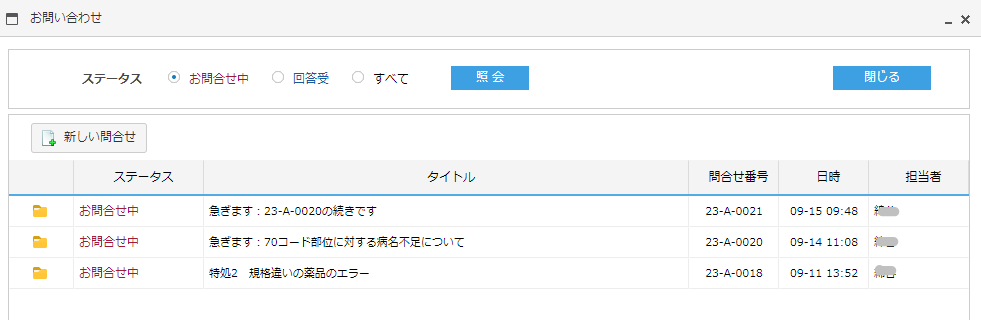 お問い合わせ
ステータス お問合せ中 回答受 すべて 照 会 閉じる
新しい問合せ
ステータス タイトル 問合せ番号 日時 担当者
お問合せ中 急ぎます：23-A-0020の続きです 23-A-0021 09-15 09:48
お問合せ中 急ぎます：70コード部位に対する病名不足について 23-A-0020 09-14 11:08
お問合せ中 特処2　規格違いの薬品のエラー 23-A-0018 09-11 13:52